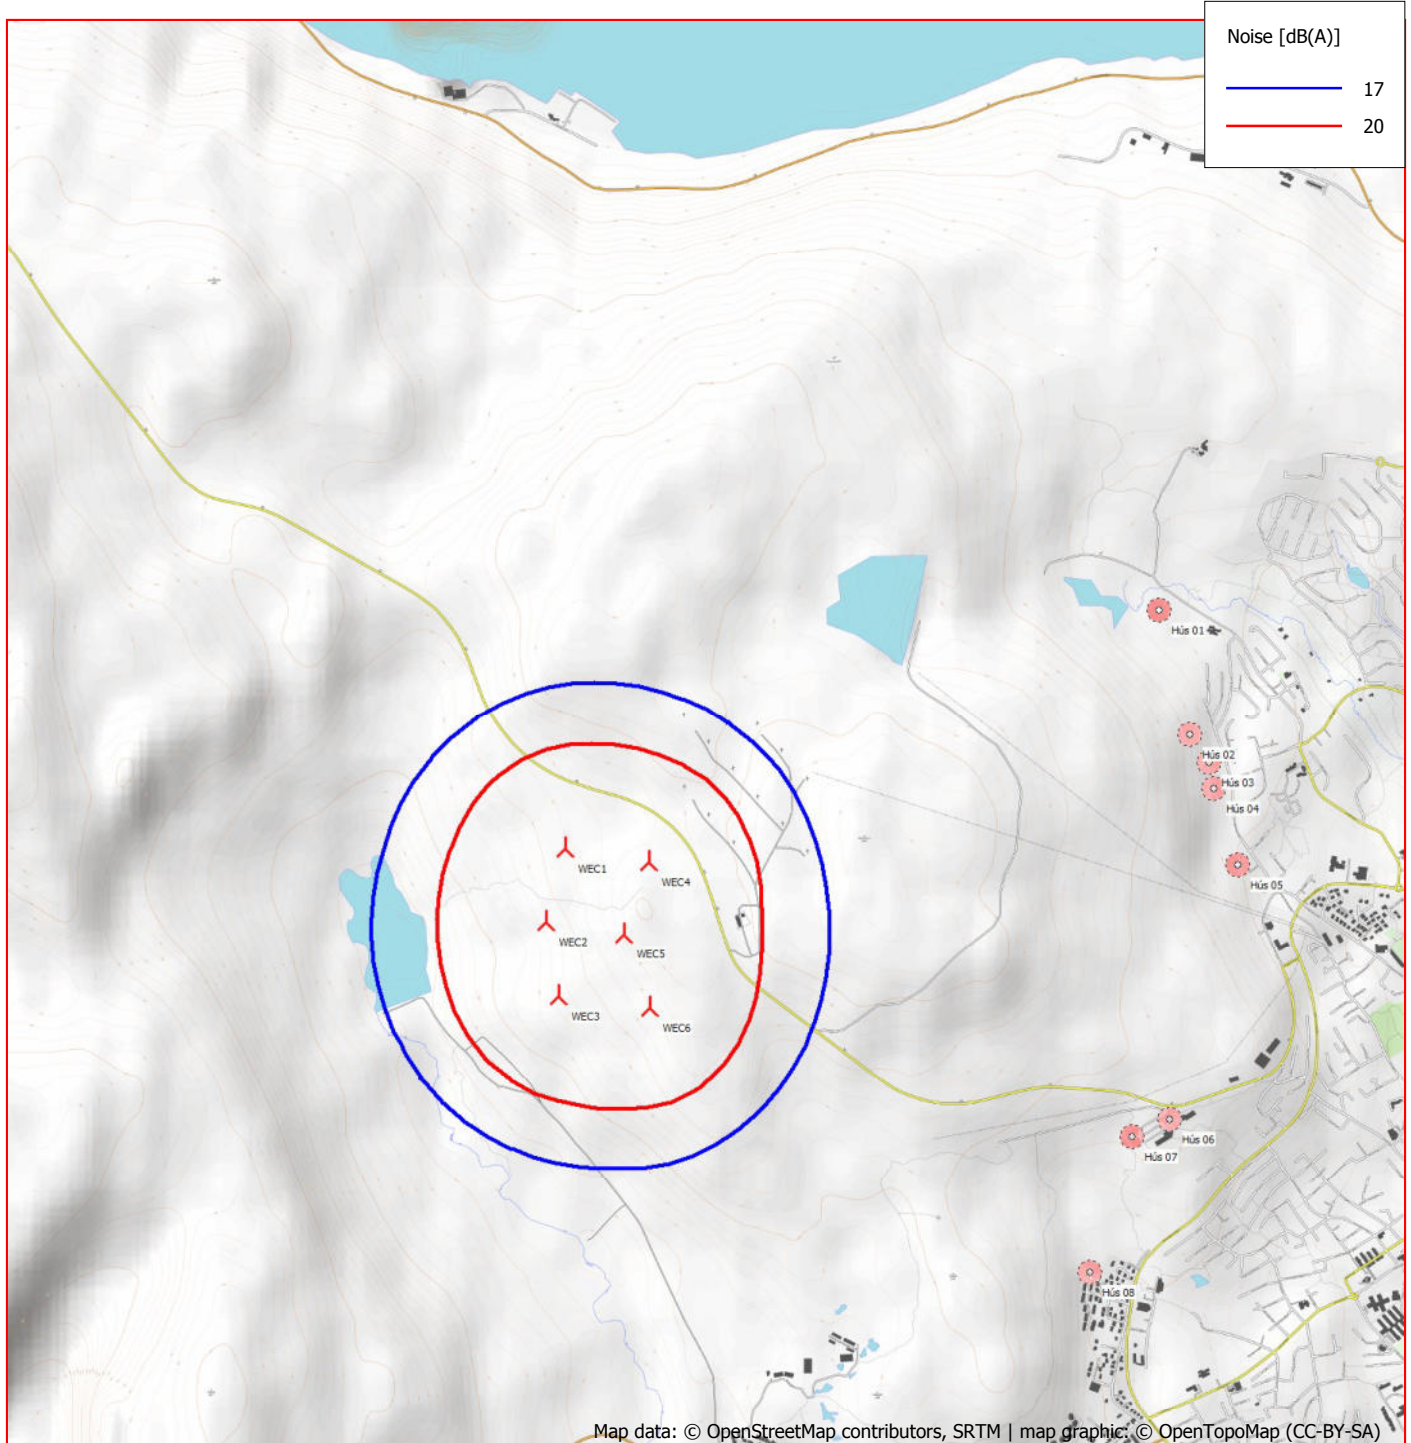 Noise [dB(A)]
17
20
Hús 01
Hús 02
Hús 03
Hús 04
Hús 05
WEC1
WEC4
WEC2
WEC5
WEC3
WEC6
Hús 06
Hús 07
Hús 08
Map data: © OpenStreetMap contributors, SRTM | map graphic: © OpenTopoMap (CC-BY-SA)